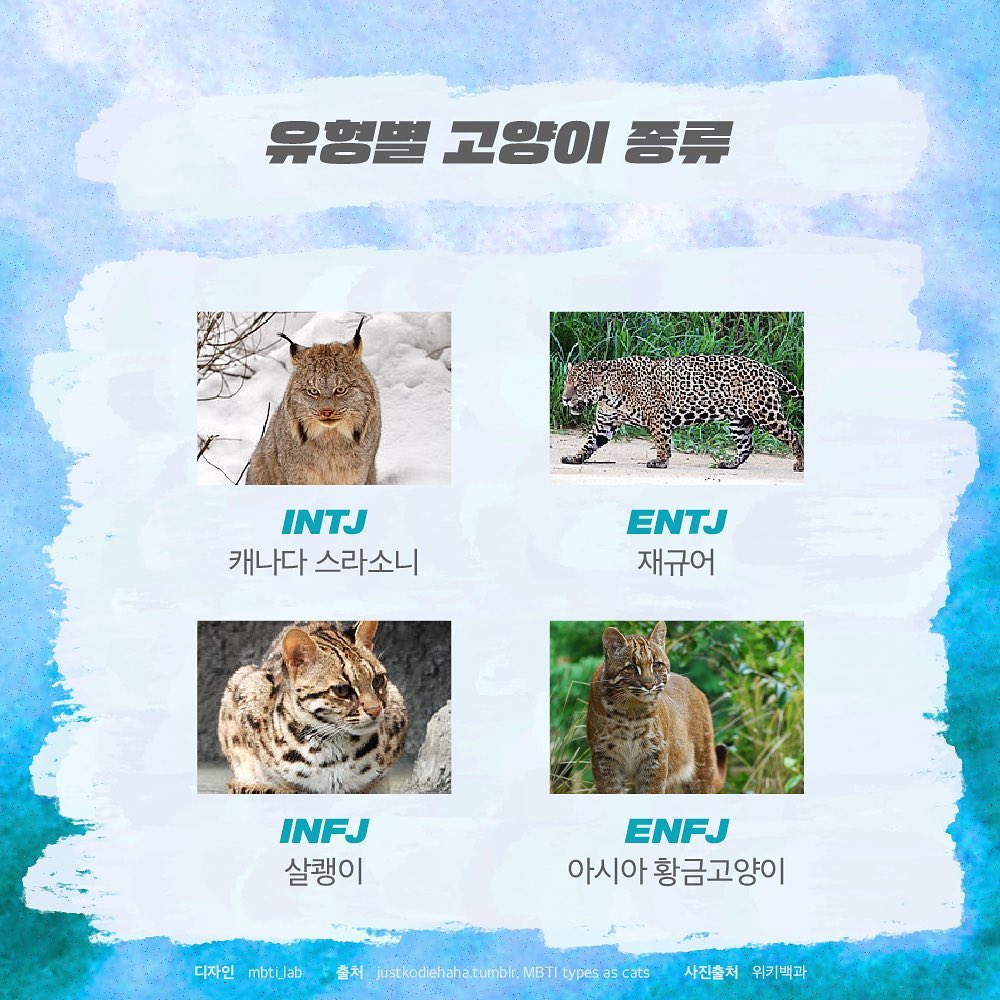 유형별 고양이 종류
INTJ
캐나다 스라소니
ENTJ
재규어
INFJ
살쾡이
ENFJ
아시아 황금고양이
디자인 mbti_lab 출처 justkodiehaha.tumblr, MBTI types as cats 사진출처 위키백과